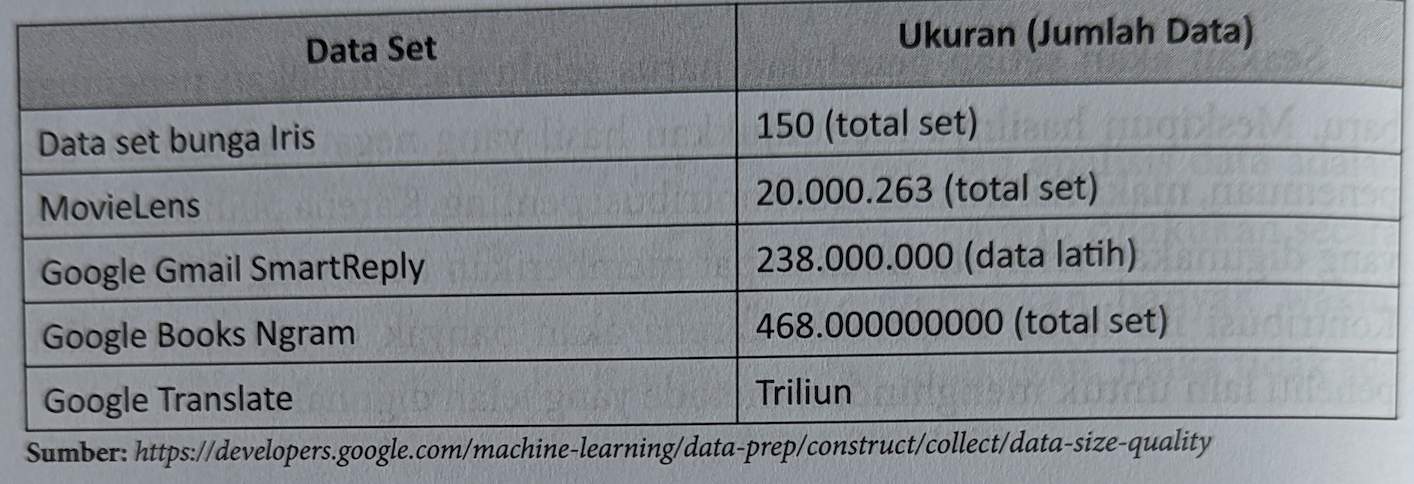 Data Set Ukuran (Jumlah Data)
Data set bunga Iris 150 (total set)
MovieLens 20.000.263 (total set)
Google Gmail SmartReply 238.000.000 (data latih)
Google Books Ngram 468.000000000 (total set)
Google Translate Triliun
Sumber: https://developers.google.com/machine-learning/data-prep/construct/collect/data-size-quality